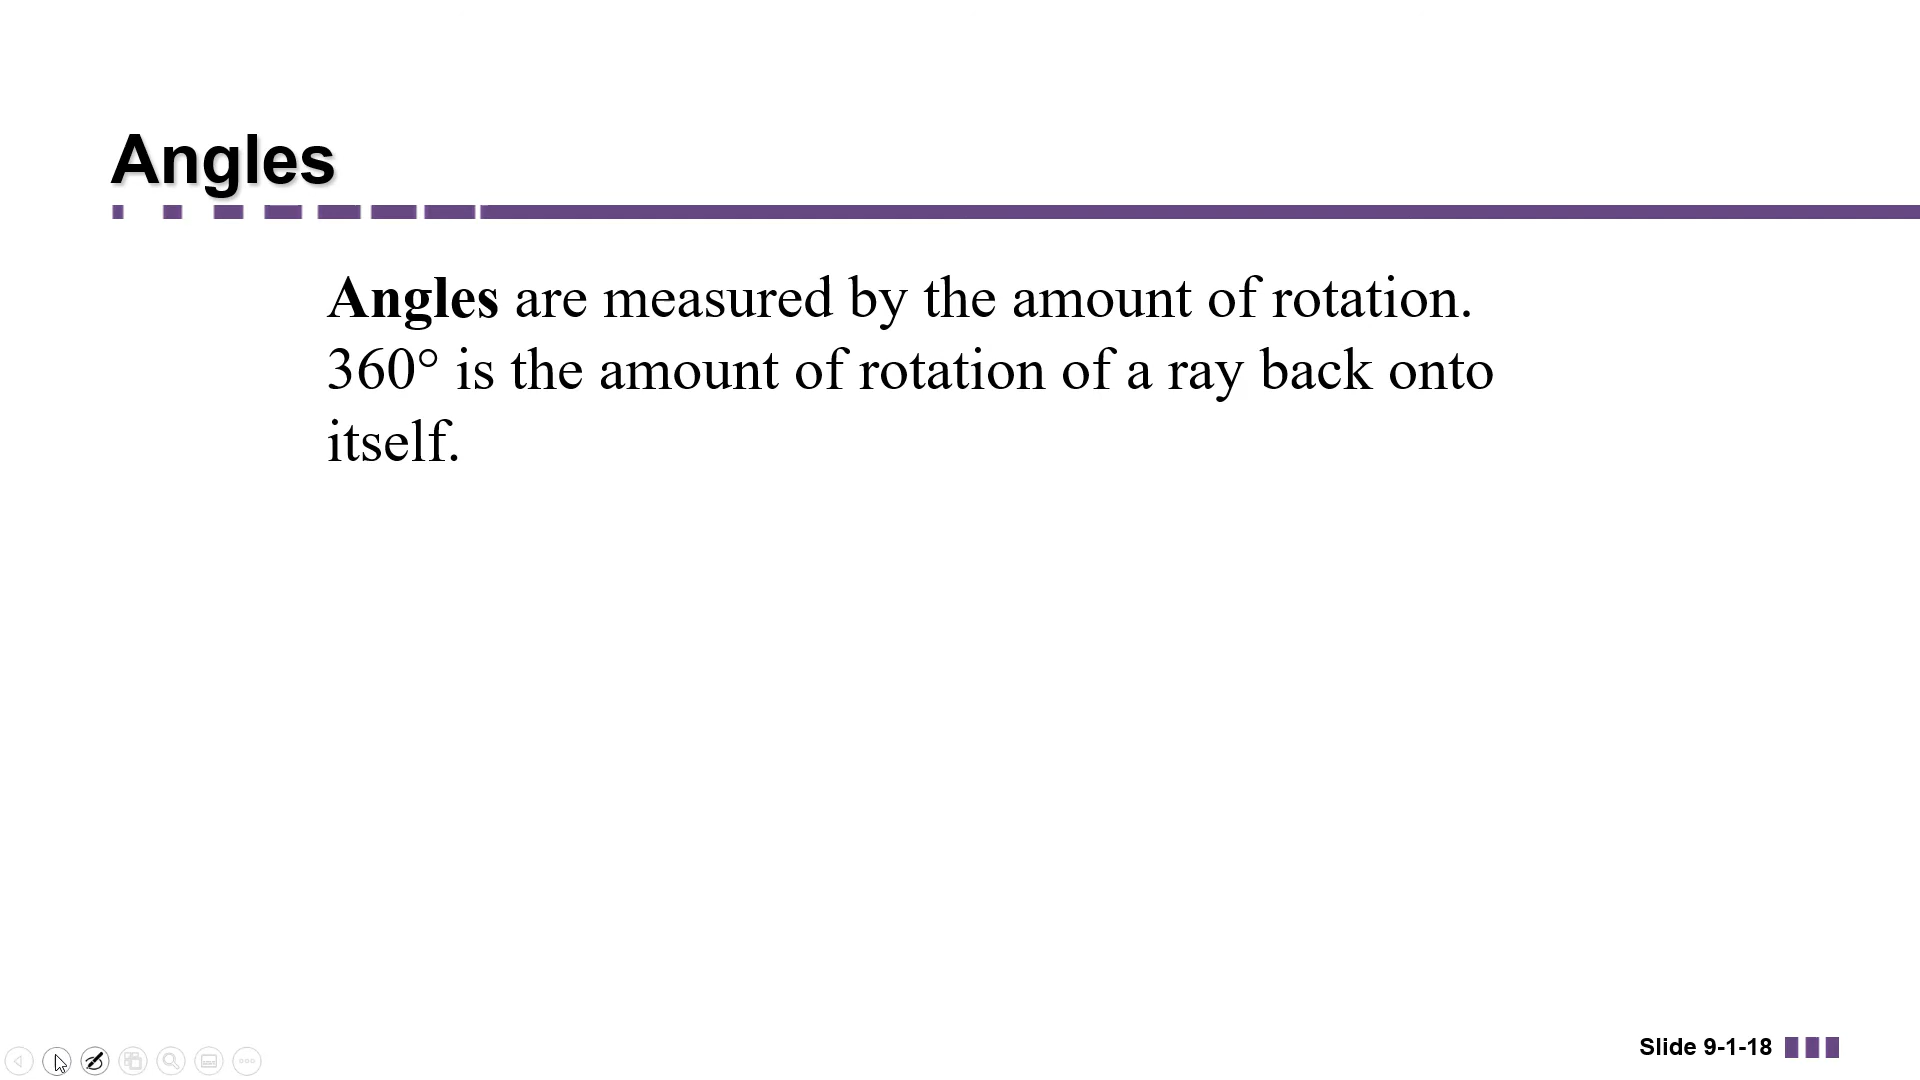 Angles
Angles are measured by the amount of rotation.
360° is the amount of rotation of a ray back onto
itself.
Slide 9-1-18